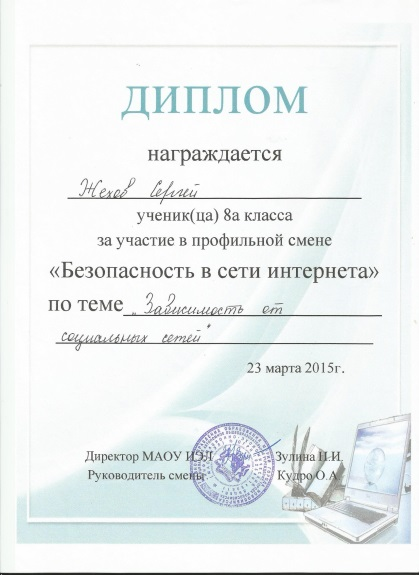 ДИПЛОМ
награждается
Жехов Сергей
ученик(ца) 8а класса
за участие в профильной смене
«Безопасность в сети интернета»
по теме „Зависимость от
социальных сетей"
23 марта 2015г.
Директор МАОУ ИЭЛ Зулина П.И.
Руководитель смены Кудро О.А.